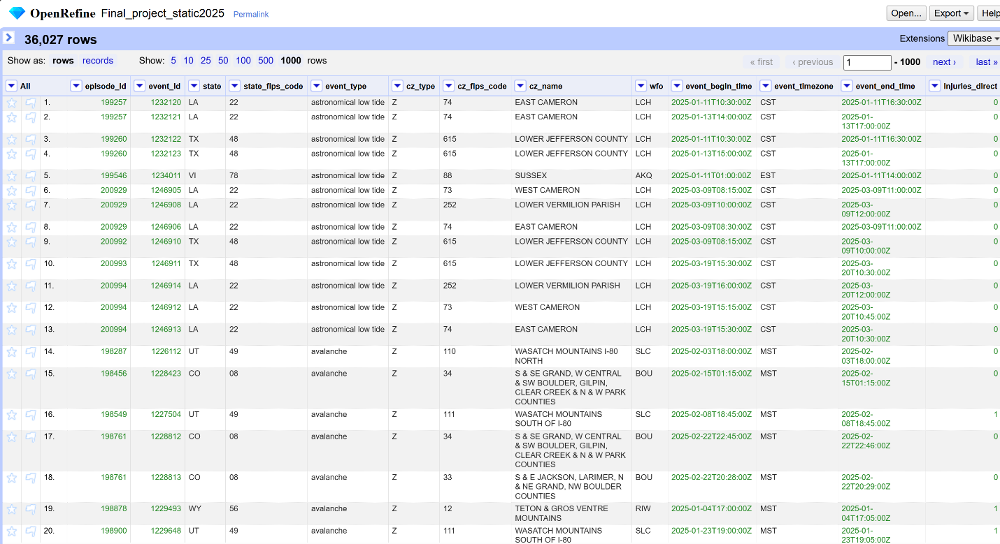 OpenRefine Final_project_static2025 Permalink Open... Export Help
36,027 rows Extensions Wikibase
Show as: rows records Show: 5 10 25 50 100 500 1000 rows « first ‹ previous 1 - 1000 next › last »
All episode_id event_id state state_fips_code event_type cz_type cz_fips_code cz_name wfo event_begin_time event_timezone event_end_time injuries_direct
1. 199257 1232120 LA 22 astronomical low tide Z 74 EAST CAMERON LCH 2025-01-11T10:30:00Z CST 2025-01-11T16:30:00Z 0
2. 199257 1232121 LA 22 astronomical low tide Z 74 EAST CAMERON LCH 2025-01-13T14:00:00Z CST 2025-01- 0
13T17:00:00Z
3. 199260 1232122 TX 48 astronomical low tide Z 615 LOWER JEFFERSON COUNTY LCH 2025-01-11T10:30:00Z CST 2025-01-11T16:30:00Z 0
4. 199260 1232123 TX 48 astronomical low tide Z 615 LOWER JEFFERSON COUNTY LCH 2025-01-13T15:00:00Z CST 2025-01- 0
13T17:00:00Z
5. 199546 1234011 VI 78 astronomical low tide Z 88 SUSSEX AKQ 2025-01-11T01:00:00Z EST 2025-01-11T14:00:00Z 0
6. 200929 1246905 LA 22 astronomical low tide Z 73 WEST CAMERON LCH 2025-03-09T08:15:00Z CST 2025-03-09T11:00:00Z 0
7. 200929 1246908 LA 22 astronomical low tide Z 252 LOWER VERMILION PARISH LCH 2025-03-09T10:00:00Z CST 2025-03- 0
09T12:00:00Z
8. 200929 1246906 LA 22 astronomical low tide Z 74 EAST CAMERON LCH 2025-03-09T08:30:00Z CST 2025-03-09T11:00:00Z 0
9. 200992 1246910 TX 48 astronomical low tide Z 615 LOWER JEFFERSON COUNTY LCH 2025-03-09T08:15:00Z CST 2025-03- 0
09T10:00:00Z
10. 200993 1246911 TX 48 astronomical low tide Z 615 LOWER JEFFERSON COUNTY LCH 2025-03-19T15:30:00Z CST 2025-03- 0
20T10:30:00Z
11. 200994 1246914 LA 22 astronomical low tide Z 252 LOWER VERMILION PARISH LCH 2025-03-19T16:00:00Z CST 2025-03- 0
20T12:00:00Z
12. 200994 1246912 LA 22 astronomical low tide Z 73 WEST CAMERON LCH 2025-03-19T15:15:00Z CST 2025-03- 0
20T10:45:00Z
13. 200994 1246913 LA 22 astronomical low tide Z 74 EAST CAMERON LCH 2025-03-19T15:30:00Z CST 2025-03- 0
20T10:30:00Z
14. 198287 1226112 UT 49 avalanche Z 110 WASATCH MOUNTAINS I-80 SLC 2025-02-03T18:00:00Z MST 2025-02- 0
NORTH 03T18:00:00Z
15. 198456 1228423 CO 08 avalanche Z 34 S & SE GRAND, W CENTRAL BOU 2025-02-15T01:15:00Z MST 2025-02- 0
& SW BOULDER, GILPIN, 15T01:15:00Z
CLEAR CREEK & N & W PARK
COUNTIES
16. 198549 1227504 UT 49 avalanche Z 111 WASATCH MOUNTAINS SLC 2025-02-08T18:45:00Z MST 2025-02- 1
SOUTH OF I-80 08T18:45:00Z
17. 198761 1228812 CO 08 avalanche Z 34 S & SE GRAND, W CENTRAL BOU 2025-02-22T22:45:00Z MST 2025-02- 0
& SW BOULDER, GILPIN, 22T22:46:00Z
CLEAR CREEK & N & W PARK
COUNTIES
18. 198761 1228813 CO 08 avalanche Z 33 S & E JACKSON, LARIMER, N BOU 2025-02-22T20:28:00Z MST 2025-02- 0
& NE GRAND, NW BOULDER 22T20:29:00Z
COUNTIES
19. 198878 1229493 WY 56 avalanche Z 12 TETON & GROS VENTRE RIW 2025-01-04T17:00:00Z MST 2025-01- 1
MOUNTAINS 04T17:05:00Z
20. 198900 1229648 UT 49 avalanche Z 111 WASATCH MOUNTAINS SLC 2025-01-23T19:00:00Z MST 2025-01- 1
SOUTH OF I-80 23T19:05:00Z